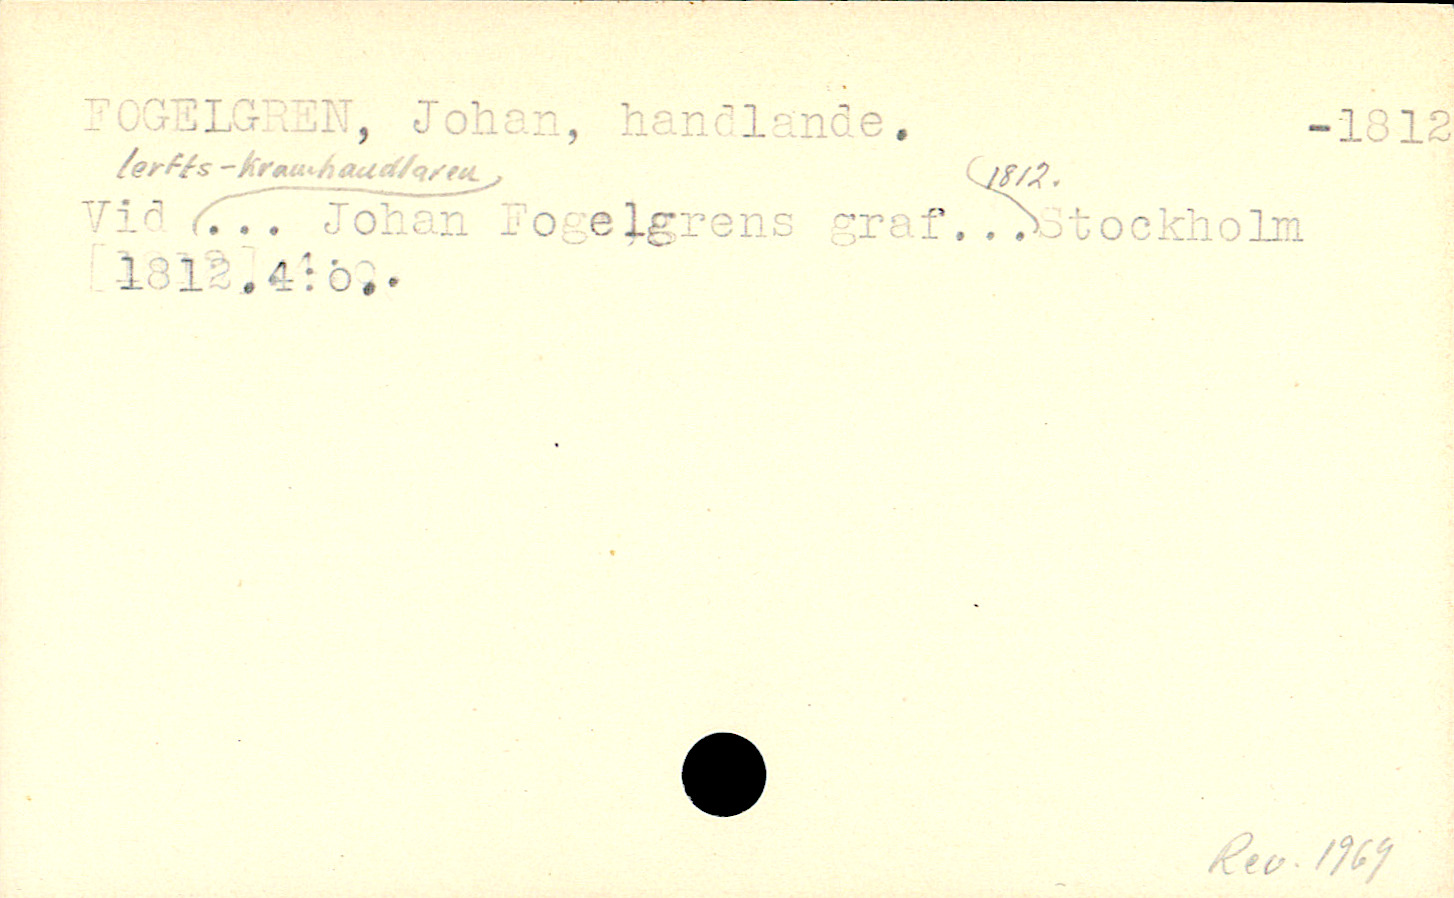 FOGELGREN, Johan, handlande. -1812
lerfts-kramhandlaren
1812.
Vid ... Johan Fogelgrens graf...Stockholm
[1812].4:o.
Rev. 1969